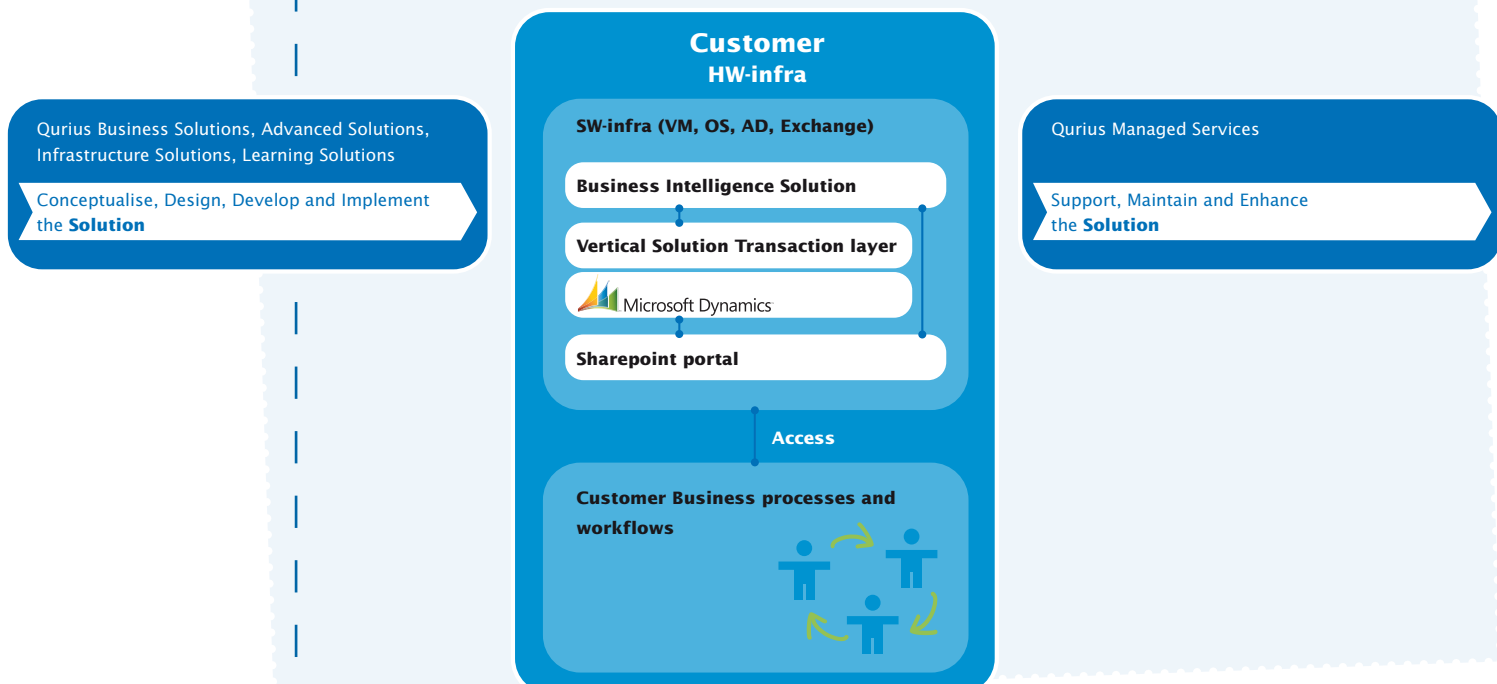 Customer
HW-infra
Qurius Business Solutions, Advanced Solutions,
Infrastructure Solutions, Learning Solutions
Conceptualise, Design, Develop and Implement
the Solution
SW-infra (VM, OS, AD, Exchange)
Business Intelligence Solution
Vertical Solution Transaction layer
Microsoft Dynamics
Sharepoint portal
Access
Customer Business processes and
workflows
Qurius Managed Services
Support, Maintain and Enhance
the Solution